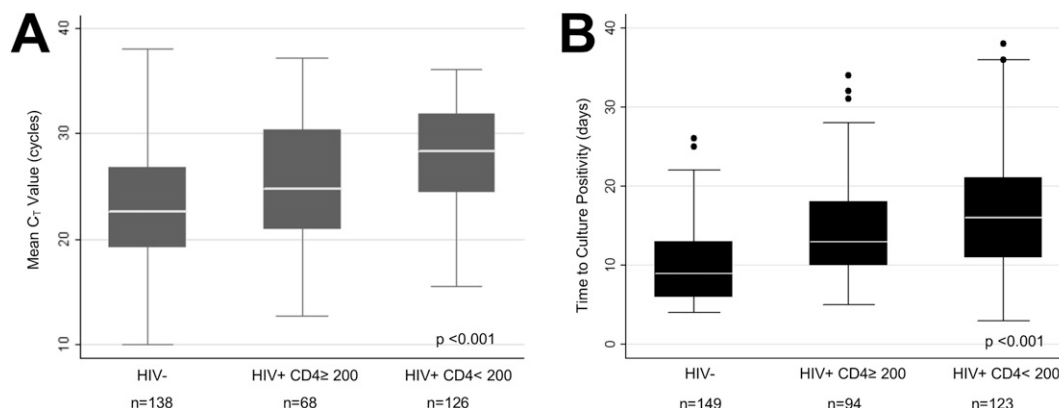 A
Mean CT Value (cycles)
40
30
20
10
p <0.001
HIV-
HIV+ CD4≥ 200
HIV+ CD4< 200
n=138
n=68
n=126
B
Time to Culture Positivity (days)
40
30
20
10
0
p <0.001
HIV-
HIV+ CD4≥ 200
HIV+ CD4< 200
n=149
n=94
n=123